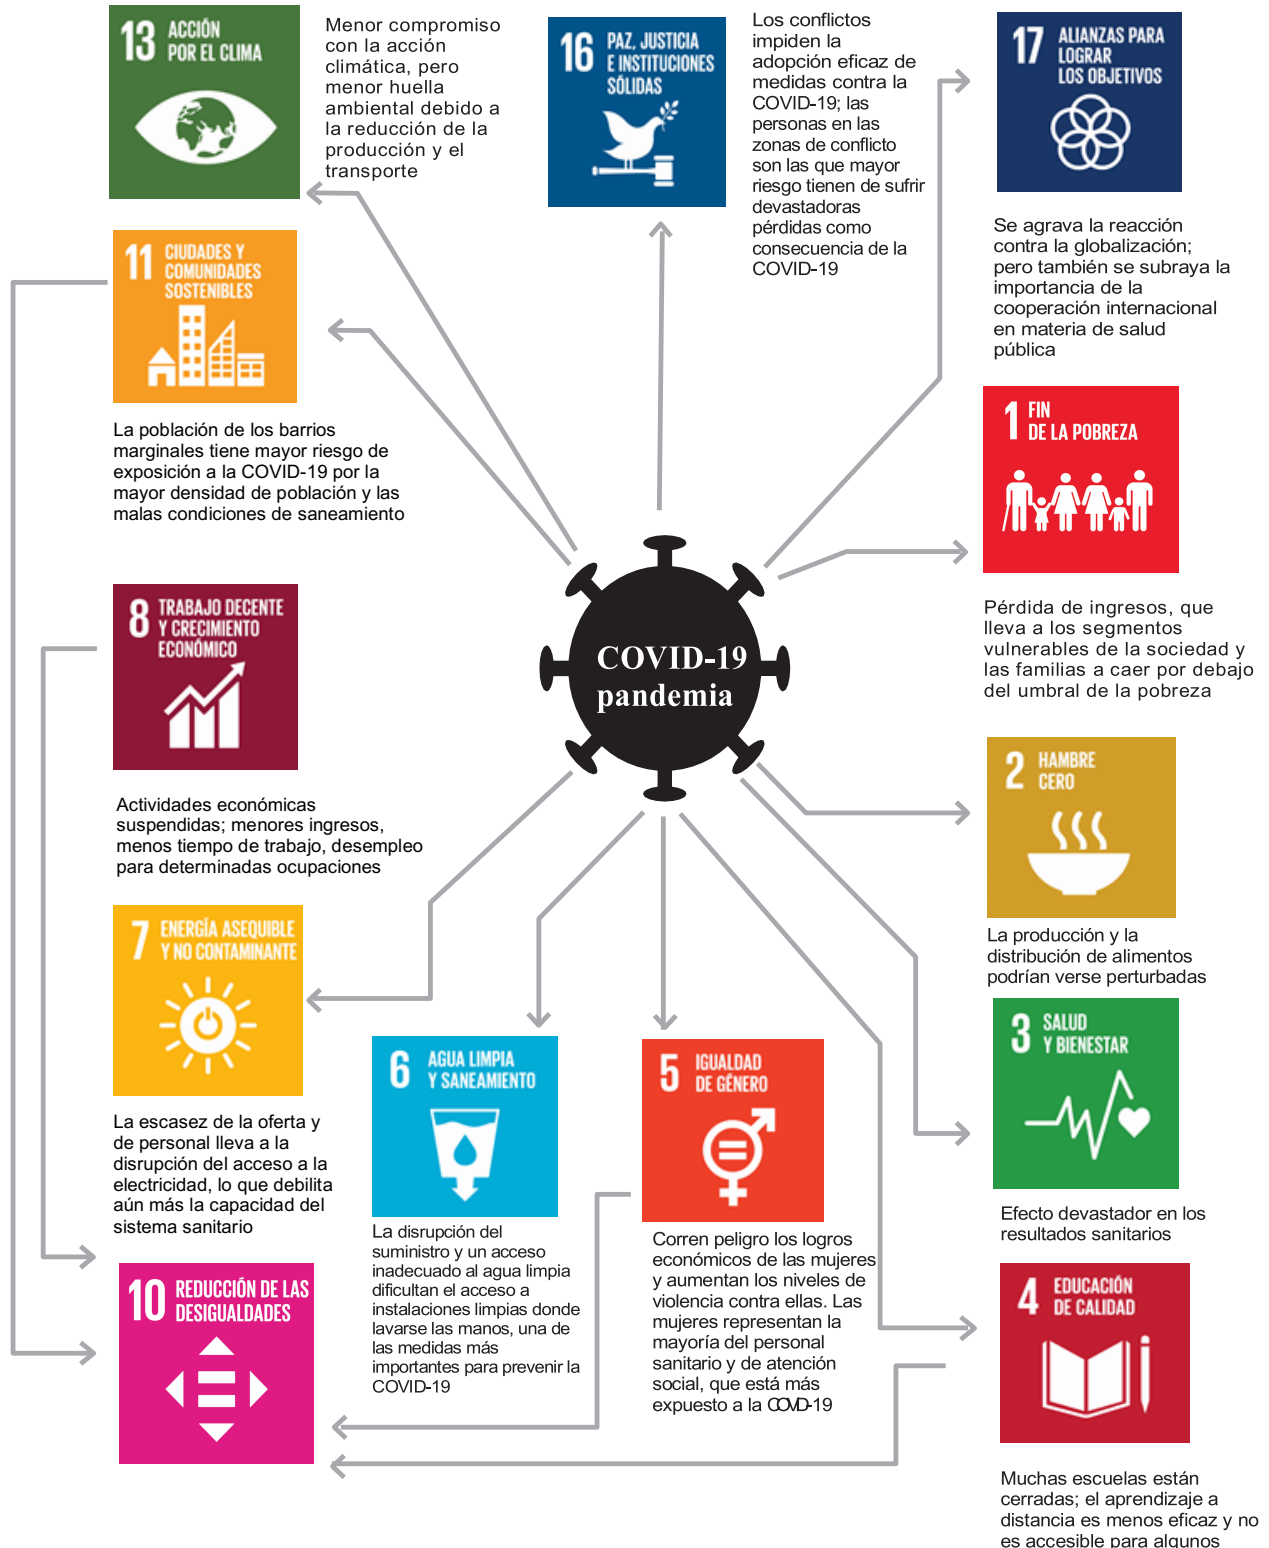 13 ACCIÓN
POR EL CLIMA
Menor compromiso
con la acción
climática, pero
menor huella
ambiental debido a
la reducción de la
producción y el
transporte
16 PAZ, JUSTICIA
E INSTITUCIONES
SÓLIDAS
Los conflictos
impiden la
adopción eficaz de
medidas contra la
COVID-19; las
personas en las
zonas de conflicto
son las que mayor
riesgo tienen de sufrir
devastadoras
pérdidas como
consecuencia de la
COVID-19
17 ALIANZAS PARA
LOGRAR
LOS OBJETIVOS
Se agrava la reacción
contra la globalización;
pero también se subraya la
importancia de la
cooperación internacional
en materia de salud
pública
11 CIUDADES Y
COMUNIDADES
SOSTENIBLES
La población de los barrios
marginales tiene mayor riesgo de
exposición a la COVID-19 por la
mayor densidad de población y las
malas condiciones de saneamiento
1 FIN
DE LA POBREZA
Pérdida de ingresos, que
lleva a los segmentos
vulnerables de la sociedad y
las familias a caer por debajo
del umbral de la pobreza
8 TRABAJO DECENTE
Y CRECIMIENTO
ECONÓMICO
Actividades económicas
suspendidas; menores ingresos,
menos tiempo de trabajo, desempleo
para determinadas ocupaciones
COVID-19
pandemia
2 HAMBRE
CERO
La producción y la
distribución de alimentos
podrían verse perturbadas
7 ENERGÍA ASEQUIBLE
Y NO CONTAMINANTE
La escasez de la oferta y
de personal lleva a la
disrupción del acceso a la
electricidad, lo que debilita
aún más la capacidad del
sistema sanitario
6 AGUA LIMPIA
Y SANEAMIENTO
La disrupción del
suministro y un acceso
inadecuado al agua limpia
dificultan el acceso a
instalaciones limpias donde
lavarse las manos, una de
las medidas más
importantes para prevenir la
COVID-19
5 IGUALDAD
DE GÉNERO
Corren peligro los logros
económicos de las mujeres
y aumentan los niveles de
violencia contra ellas. Las
mujeres representan la
mayoría del personal
sanitario y de atención
social, que está más
expuesto a la COVID-19
3 SALUD
Y BIENESTAR
Efecto devastador en los
resultados sanitarios
10 REDUCCIÓN DE LAS
DESIGUALDADES
4 EDUCACIÓN
DE CALIDAD
Muchas escuelas están
cerradas; el aprendizaje a
distancia es menos eficaz y no
es accesible para algunos